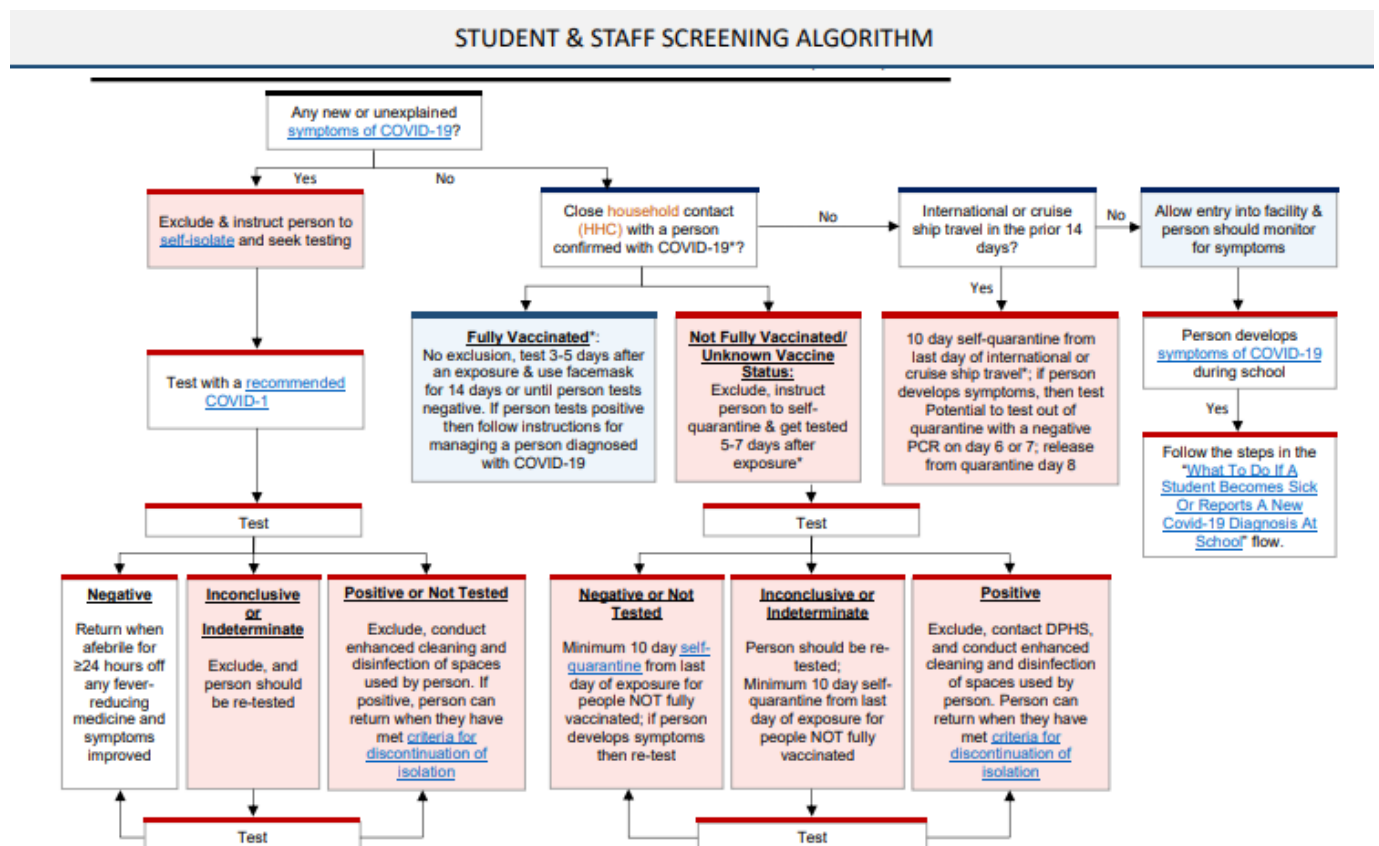 STUDENT & STAFF SCREENING ALGORITHM
Any new or unexplained
symptoms of COVID-19?
Yes
No
Exclude & instruct person to
self-isolate and seek testing
Close household contact
(HHC) with a person
confirmed with COVID-19*?
No
International or cruise
ship travel in the prior 14
days?
No
Allow entry into facility &
person should monitor
for symptoms
Yes
Test with a recommended
COVID-1
Fully Vaccinated*:
No exclusion, test 3-5 days after
an exposure & use facemask
for 14 days or until person tests
negative. If person tests positive
then follow instructions for
managing a person diagnosed
with COVID-19
Not Fully Vaccinated/
Unknown Vaccine
Status:
Exclude, instruct
person to self-
quarantine & get tested
5-7 days after
exposure*
10 day self-quarantine from
last day of international or
cruise ship travel*; if person
develops symptoms, then test
Potential to test out of
quarantine with a negative
PCR on day 6 or 7; release
from quarantine day 8
Person develops
symptoms of COVID-19
during school
Yes
Follow the steps in the
"What To Do If A
Student Becomes Sick
Or Reports A New
Covid-19 Diagnosis At
School" flow.
Test
Test
Negative
Return when
afebrile for
≥24 hours off
any fever-
reducing
medicine and
symptoms
improved
Inconclusive
or
Indeterminate
Exclude, and
person should
be re-tested
Positive or Not Tested
Exclude, conduct
enhanced cleaning and
disinfection of spaces
used by person. If
positive, person can
return when they have
met criteria for
discontinuation of
isolation
Negative or Not
Tested
Minimum 10 day self-
quarantine from last
day of exposure for
people NOT fully
vaccinated; if person
develops symptoms
then re-test
Inconclusive or
Indeterminate
Person should be re-
tested;
Minimum 10 day self-
quarantine from last
day of exposure for
people NOT fully
vaccinated
Positive
Exclude, contact DPHS,
and conduct enhanced
cleaning and disinfection
of spaces used by
person. Person can
return when they have
met criteria for
discontinuation of
isolation
Test
Test